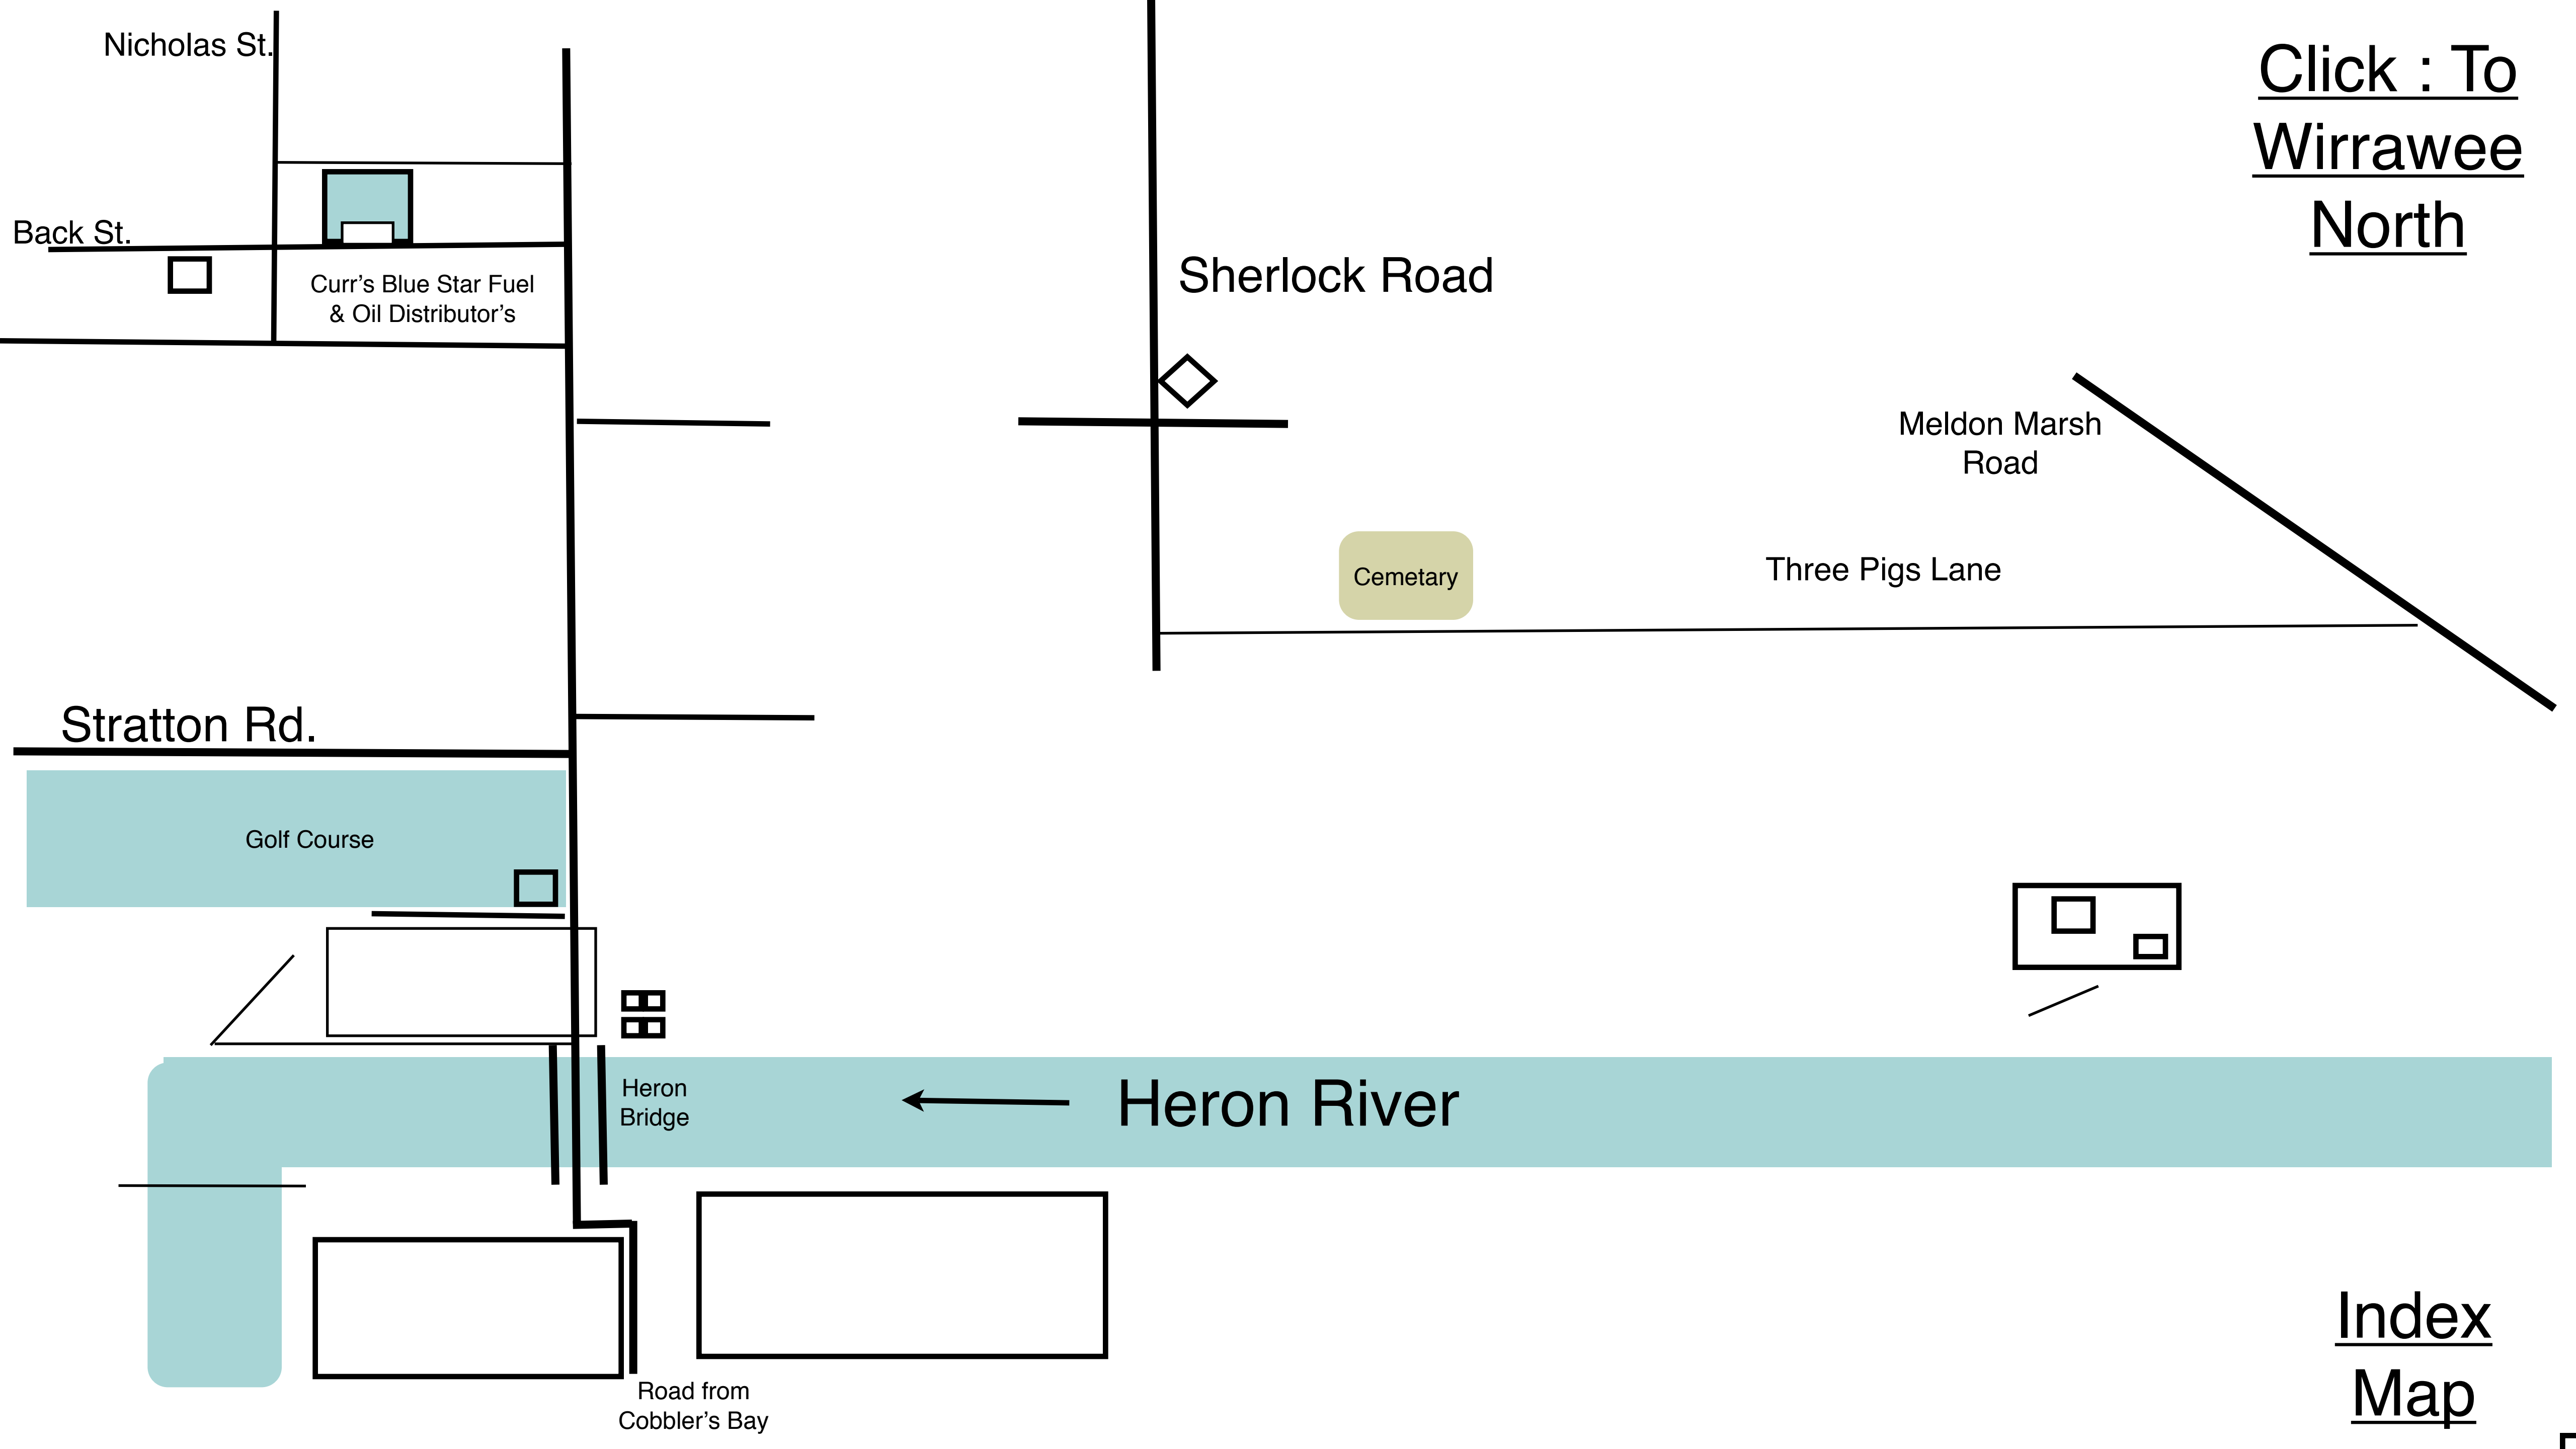 Nicholas St.
Click : To
Wirrawee
North
Back St.
Curr's Blue Star Fuel
& Oil Distributor's
Sherlock Road
Meldon Marsh
Road
Cemetary
Three Pigs Lane
Stratton Rd.
Golf Course
Heron
Bridge
Heron River
Index
Map
Road from
Cobbler's Bay